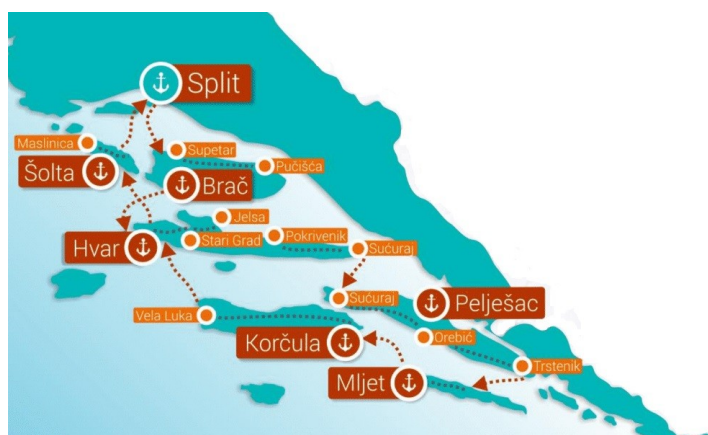 Split
Maslinica
Supetar
Pučišća
Šolta
Brač
Jelsa
Stari Grad
Pokrivenik
Hvar
Sućuraj
Sućuraj
Pelješac
Vela Luka
Korčula
Orebić
Mljet
Trstenik